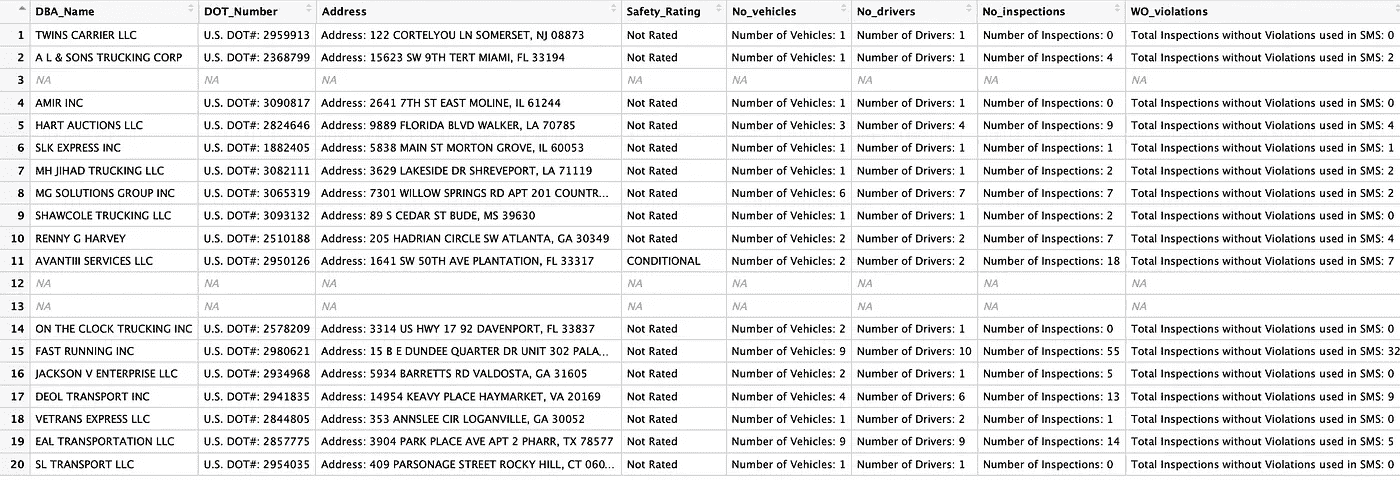 DBA_Name DOT_Number Address Safety_Rating No_vehicles No_drivers No_inspections WO_violations
1 TWINS CARRIER LLC U.S. DOT#: 2959913 Address: 122 CORTELYOU LN SOMERSET, NJ 08873 Not Rated Number of Vehicles: 1 Number of Drivers: 1 Number of Inspections: 0 Total Inspections without Violations used in SMS: 0
2 A L & SONS TRUCKING CORP U.S. DOT#: 2368799 Address: 15623 SW 9TH TERT MIAMI, FL 33194 Not Rated Number of Vehicles: 1 Number of Drivers: 1 Number of Inspections: 4 Total Inspections without Violations used in SMS: 2
3 NA NA NA NA NA NA NA NA
4 AMIR INC U.S. DOT#: 3090817 Address: 2641 7TH ST EAST MOLINE, IL 61244 Not Rated Number of Vehicles: 1 Number of Drivers: 1 Number of Inspections: 0 Total Inspections without Violations used in SMS: 0
5 HART AUCTIONS LLC U.S. DOT#: 2824646 Address: 9889 FLORIDA BLVD WALKER, LA 70785 Not Rated Number of Vehicles: 3 Number of Drivers: 4 Number of Inspections: 9 Total Inspections without Violations used in SMS: 4
6 SLK EXPRESS INC U.S. DOT#: 1882405 Address: 5838 MAIN ST MORTON GROVE, IL 60053 Not Rated Number of Vehicles: 1 Number of Drivers: 1 Number of Inspections: 1 Total Inspections without Violations used in SMS: 1
7 MH JIHAD TRUCKING LLC U.S. DOT#: 3082111 Address: 3629 LAKESIDE DR SHREVEPORT, LA 71119 Not Rated Number of Vehicles: 1 Number of Drivers: 1 Number of Inspections: 2 Total Inspections without Violations used in SMS: 2
8 MG SOLUTIONS GROUP INC U.S. DOT#: 3065319 Address: 7301 WILLOW SPRINGS RD APT 201 COUNTR... Not Rated Number of Vehicles: 6 Number of Drivers: 7 Number of Inspections: 7 Total Inspections without Violations used in SMS: 2
9 SHAWCOLE TRUCKING LLC U.S. DOT#: 3093132 Address: 89 S CEDAR ST BUDE, MS 39630 Not Rated Number of Vehicles: 1 Number of Drivers: 1 Number of Inspections: 2 Total Inspections without Violations used in SMS: 0
10 RENNY G HARVEY U.S. DOT#: 2510188 Address: 205 HADRIAN CIRCLE SW ATLANTA, GA 30349 Not Rated Number of Vehicles: 2 Number of Drivers: 2 Number of Inspections: 7 Total Inspections without Violations used in SMS: 4
11 AVANTIII SERVICES LLC U.S. DOT#: 2950126 Address: 1641 SW 50TH AVE PLANTATION, FL 33317 CONDITIONAL Number of Vehicles: 2 Number of Drivers: 2 Number of Inspections: 18 Total Inspections without Violations used in SMS: 7
12 NA NA NA NA NA NA NA NA
13 NA NA NA NA NA NA NA NA
14 ON THE CLOCK TRUCKING INC U.S. DOT#: 2578209 Address: 3314 US HWY 17 92 DAVENPORT, FL 33837 Not Rated Number of Vehicles: 2 Number of Drivers: 1 Number of Inspections: 0 Total Inspections without Violations used in SMS: 0
15 FAST RUNNING INC U.S. DOT#: 2980621 Address: 15 B E DUNDEE QUARTER DR UNIT 302 PALA... Not Rated Number of Vehicles: 9 Number of Drivers: 10 Number of Inspections: 55 Total Inspections without Violations used in SMS: 32
16 JACKSON V ENTERPRISE LLC U.S. DOT#: 2934968 Address: 5934 BARRETTS RD VALDOSTA, GA 31605 Not Rated Number of Vehicles: 2 Number of Drivers: 1 Number of Inspections: 5 Total Inspections without Violations used in SMS: 0
17 DEOL TRANSPORT INC U.S. DOT#: 2941835 Address: 14954 KEAVY PLACE HAYMARKET, VA 20169 Not Rated Number of Vehicles: 4 Number of Drivers: 6 Number of Inspections: 13 Total Inspections without Violations used in SMS: 9
18 VETRANS EXPRESS LLC U.S. DOT#: 2844805 Address: 353 ANNSLEE CIR LOGANVILLE, GA 30052 Not Rated Number of Vehicles: 1 Number of Drivers: 2 Number of Inspections: 1 Total Inspections without Violations used in SMS: 0
19 EAL TRANSPORTATION LLC U.S. DOT#: 2857775 Address: 3904 PARK PLACE AVE APT 2 PHARR, TX 78577 Not Rated Number of Vehicles: 9 Number of Drivers: 9 Number of Inspections: 14 Total Inspections without Violations used in SMS: 5
20 SL TRANSPORT LLC U.S. DOT#: 2954035 Address: 409 PARSONAGE STREET ROCKY HILL, CT 060... Not Rated Number of Vehicles: 1 Number of Drivers: 1 Number of Inspections: 0 Total Inspections without Violations used in SMS: 0